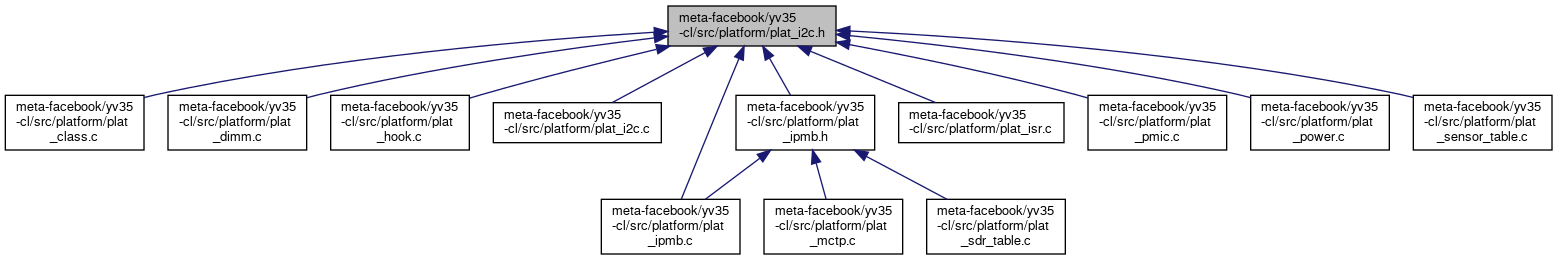 meta-facebook/yv35
-cl/src/platform/plat_i2c.h
meta-facebook/yv35
-cl/src/platform/plat
_class.c
meta-facebook/yv35
-cl/src/platform/plat
_dimm.c
meta-facebook/yv35
-cl/src/platform/plat
_hook.c
meta-facebook/yv35
-cl/src/platform/plat_i2c.c
meta-facebook/yv35
-cl/src/platform/plat
_ipmb.h
meta-facebook/yv35
-cl/src/platform/plat_isr.c
meta-facebook/yv35
-cl/src/platform/plat
_pmic.c
meta-facebook/yv35
-cl/src/platform/plat
_power.c
meta-facebook/yv35
-cl/src/platform/plat
_sensor_table.c
meta-facebook/yv35
-cl/src/platform/plat
_ipmb.c
meta-facebook/yv35
-cl/src/platform/plat
_mctp.c
meta-facebook/yv35
-cl/src/platform/plat
_sdr_table.c